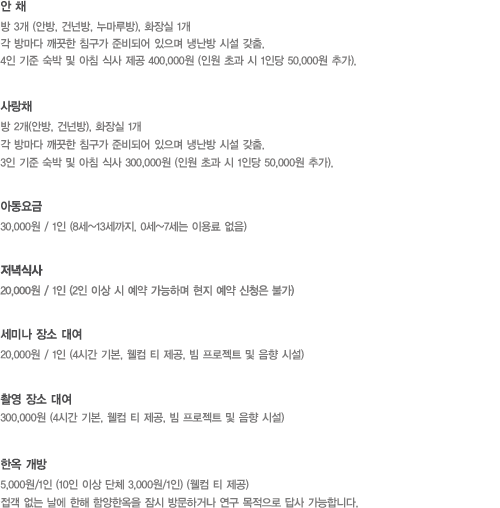 안 채
방 3개 (안방, 건넌방, 누마루방), 화장실 1개
각 방마다 깨끗한 침구가 준비되어 있으며 냉난방 시설 갖춤.
4인 기준 숙박 및 아침 식사 제공 400,000원 (인원 초과 시 1인당 50,000원 추가).
사랑채
방 2개(안방, 건넌방), 화장실 1개
각 방마다 깨끗한 침구가 준비되어 있으며 냉난방 시설 갖춤.
3인 기준 숙박 및 아침 식사 300,000원 (인원 초과 시 1인당 50,000원 추가).
아동요금
30,000원 / 1인 (8세~13세까지, 0세~7세는 이용료 없음)
저녁식사
20,000원 / 1인 (2인 이상 시 예약 가능하며 현지 예약 신청은 불가)
세미나 장소 대여
20,000원 / 1인 (4시간 기본, 웰컴 티 제공, 빔 프로젝트 및 음향 시설)
촬영 장소 대여
300,000원 (4시간 기본, 웰컴 티 제공, 빔 프로젝트 및 음향 시설)
한옥 개방
5,000원/1인 (10인 이상 단체 3,000원/1인) (웰컴 티 제공)
접객 없는 날에 한해 함양한옥을 잠시 방문하거나 연구 목적으로 답사 가능합니다.